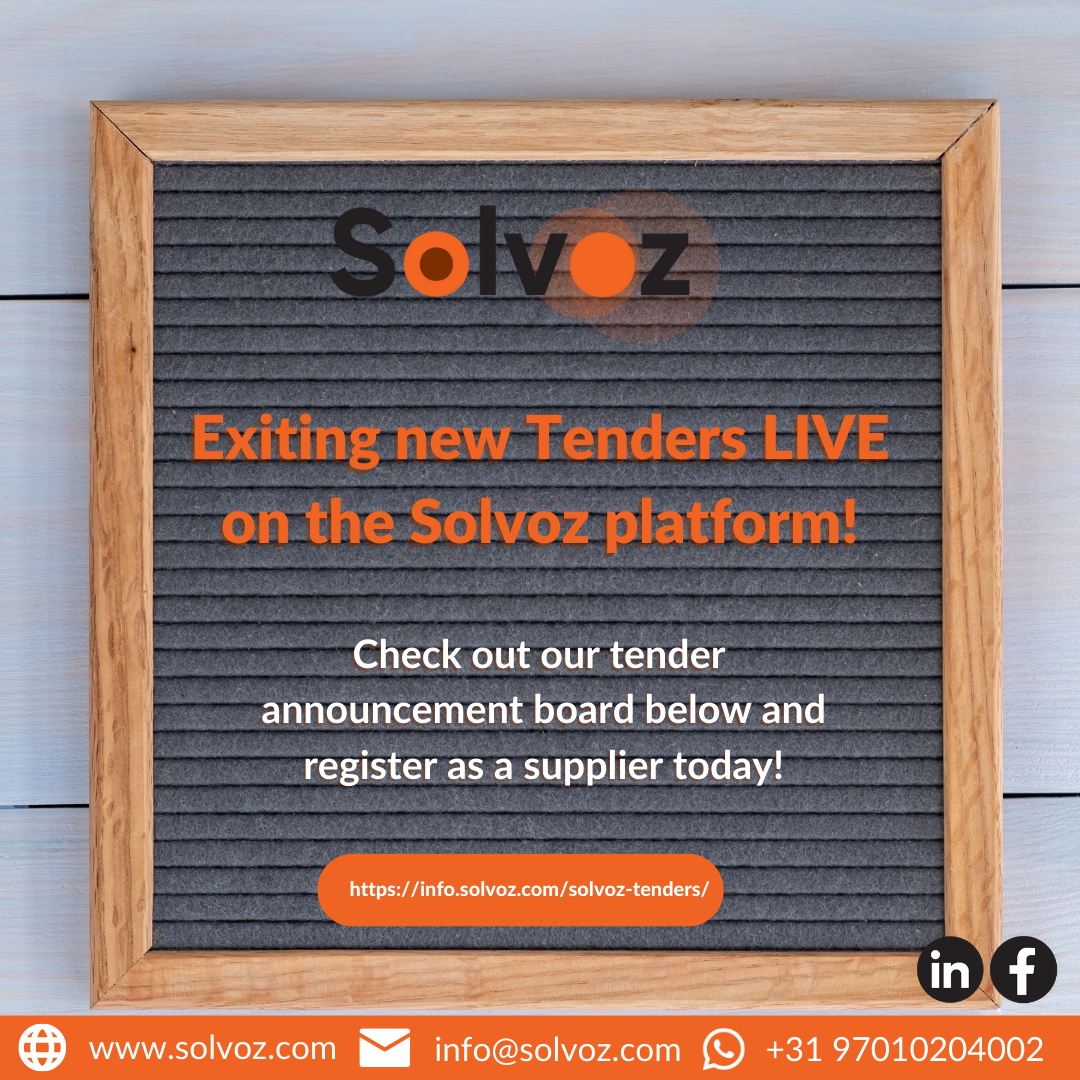 Solvoz
Exiting new Tenders LIVE
on the Solvoz platform!
Check out our tender
announcement board below and
register as a supplier today!
https://info.solvoz.com/solvoz-tenders/
in f
www.solvoz.com info@solvoz.com +31 97010204002